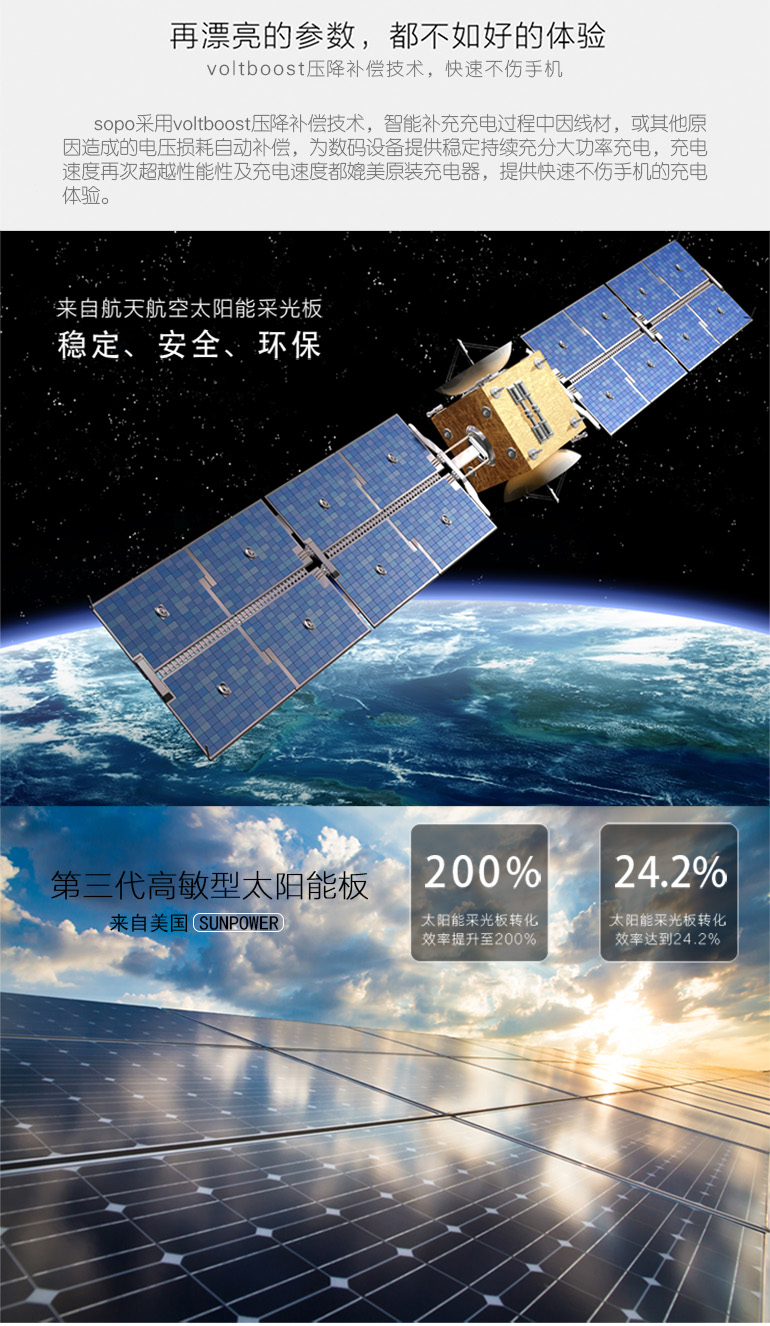 再漂亮的参数，都不如好的体验
voltboost压降补偿技术，快速不伤手机
sopo采用voltboost压降补偿技术，智能补充充电过程中因线材，或其他原
因造成的电压损耗自动补偿，为数码设备提供稳定持续充分大功率充电，充电
速度再次超越性能性及充电速度都媲美原装充电器，提供快速不伤手机的充电
体验。
来自航天航空太阳能采光板
稳定、安全、环保
第三代高敏型太阳能板
来自美国 SUNPOWER
200%
太阳能采光板转化
效率提升至200%
24.2%
太阳能采光板转化
效率达到24.2%